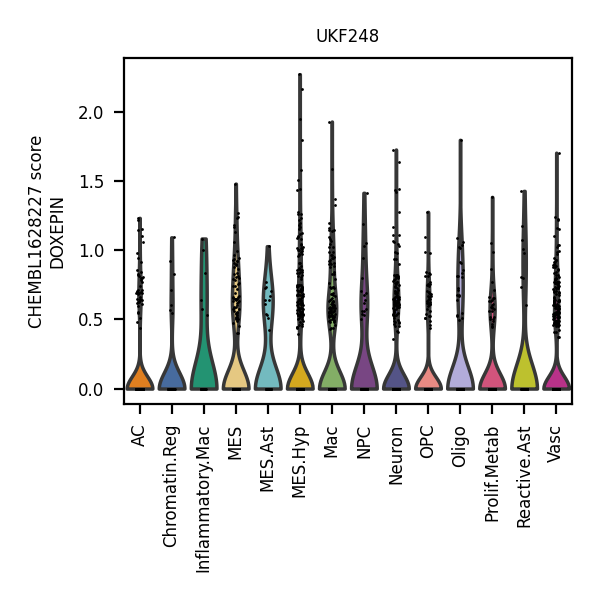 UKF248
CHEMBL1628227 score
DOXEPIN
2.0
1.5
1.0
0.5
0.0
AC
Chromatin.Reg
Inflammatory.Mac
MES
MES.Ast
MES.Hyp
Mac
NPC
Neuron
OPC
Oligo
Prolif.Metab
Reactive.Ast
Vasc